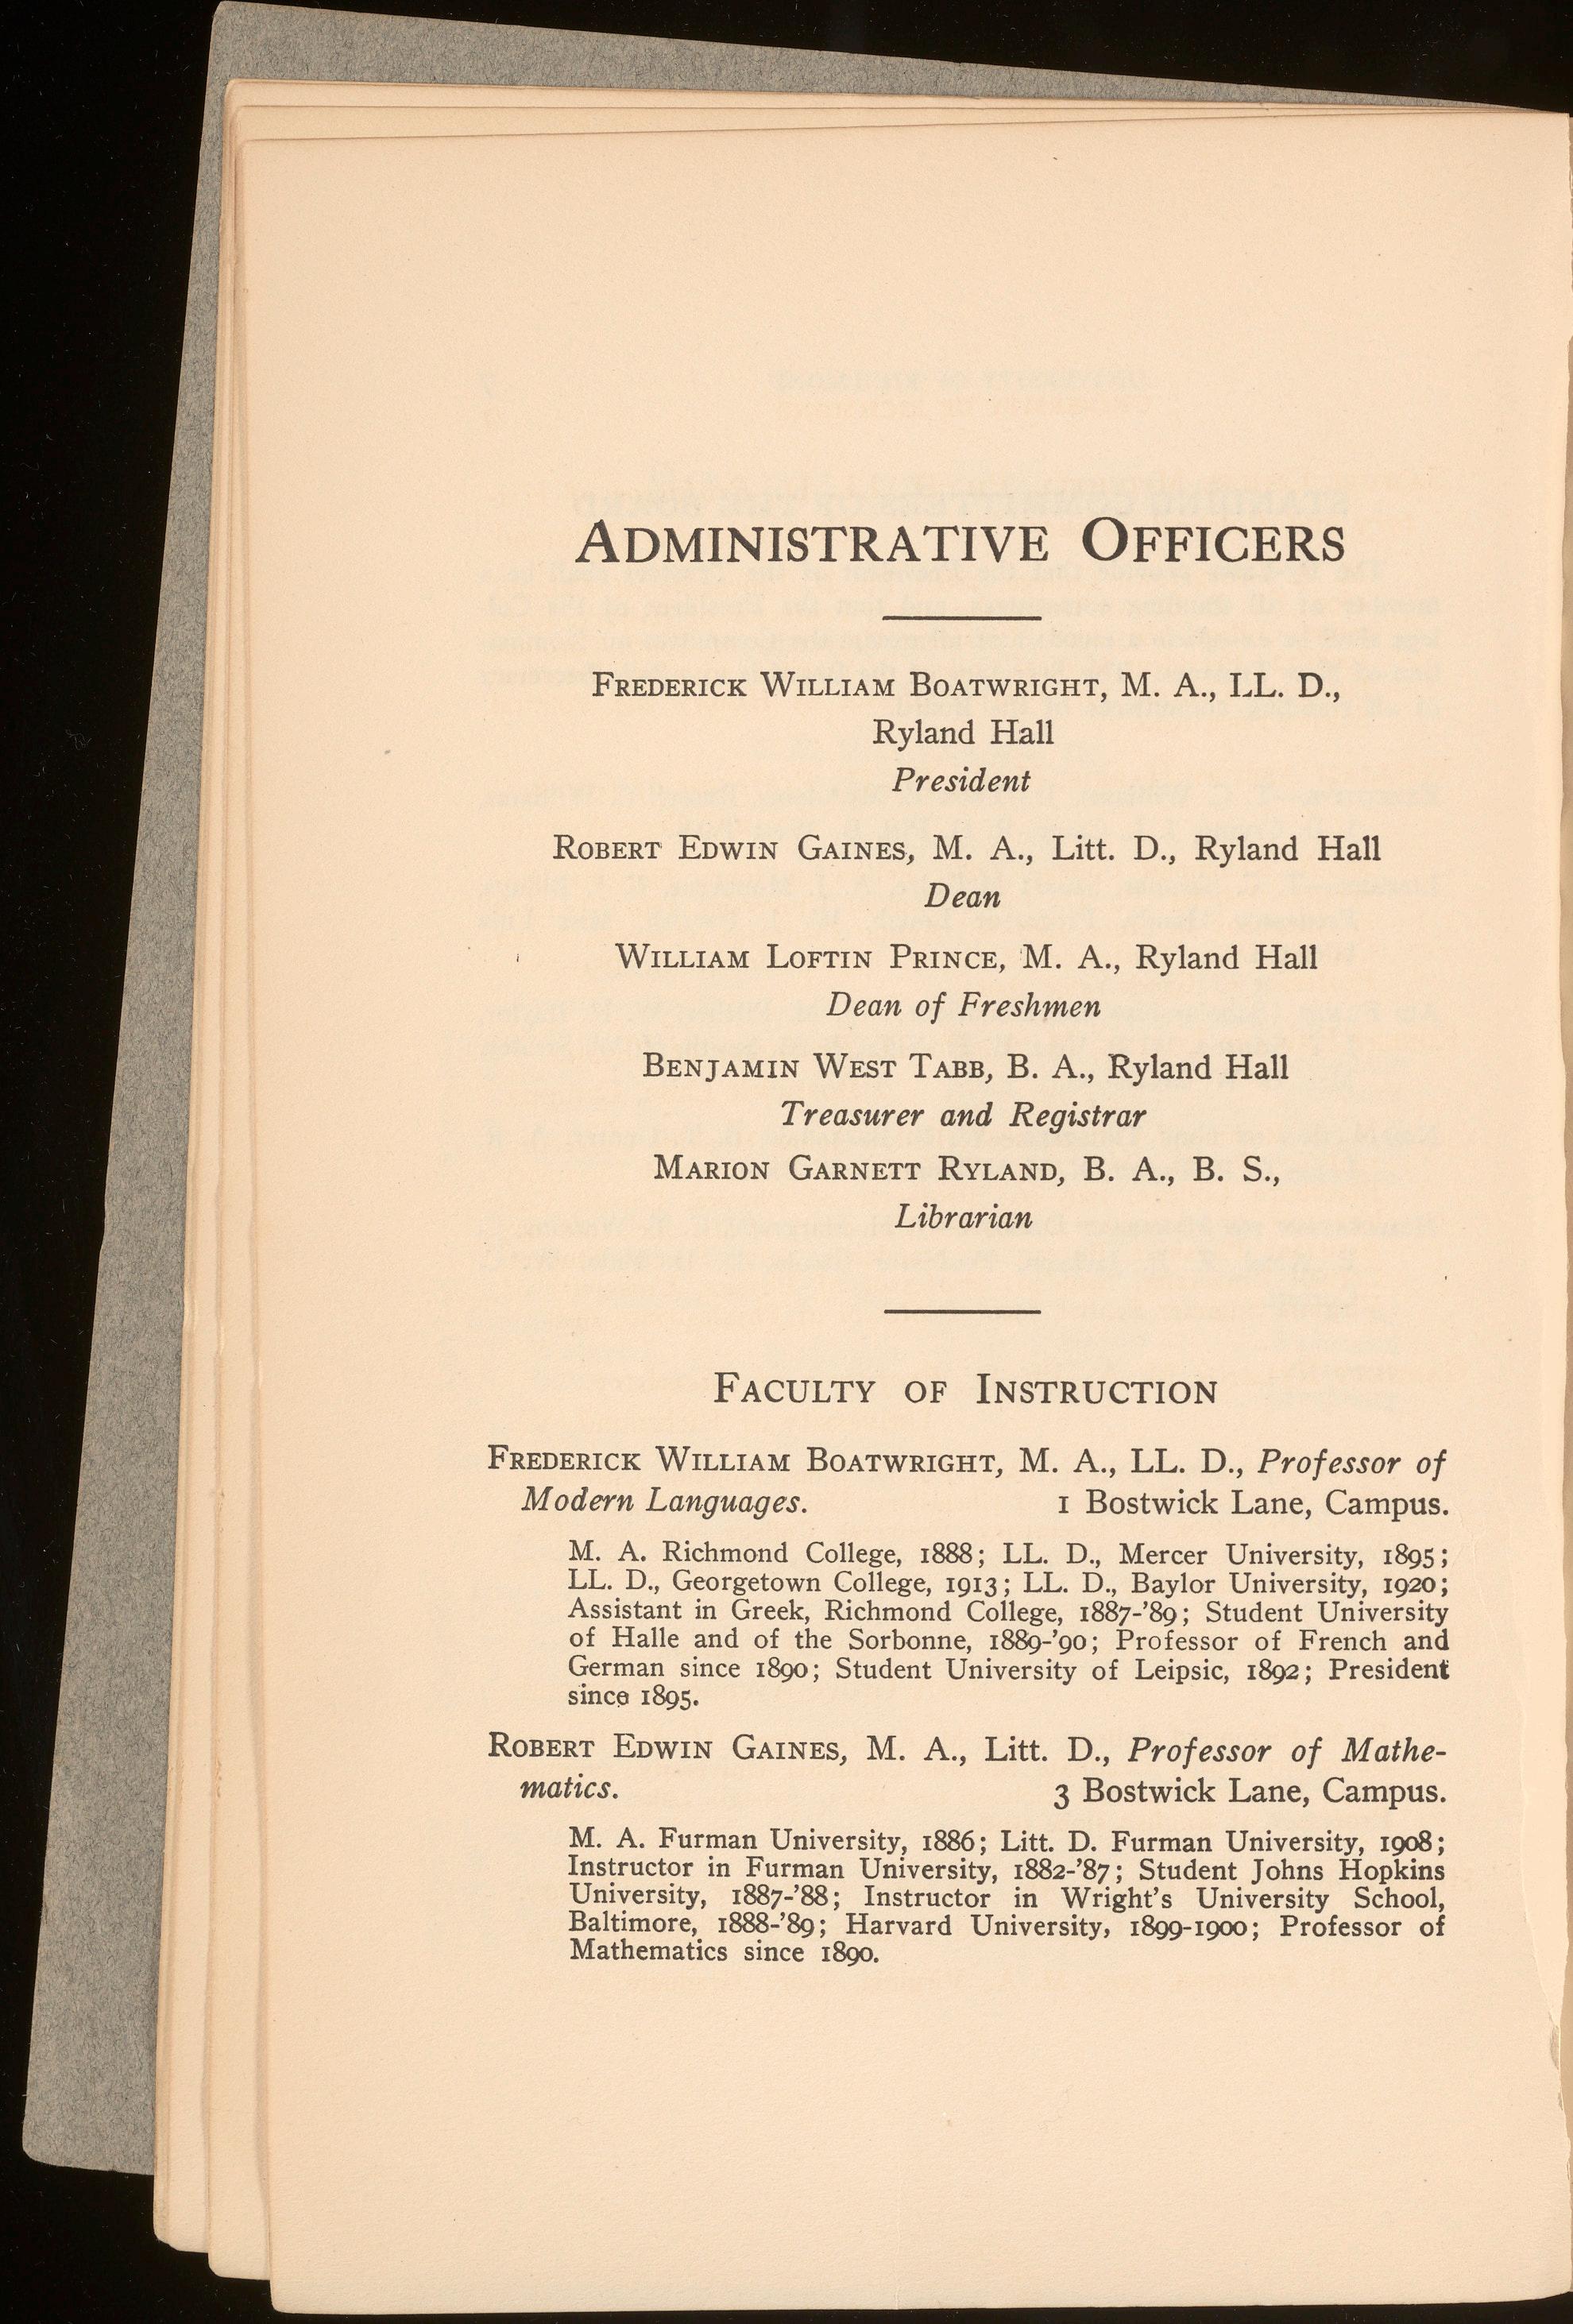 ADMINISTRATIVE OFFICERS
FREDERICK WILLIAM BOATWRIGHT, M. A., LL. D.,
Ryland Hall
President
ROBERT EDWIN GAINES, M. A., Litt. D., Ryland Hall
Dean
WILLIAM LOFTIN PRINCE, M. A., Ryland Hall
Dean of Freshmen
BENJAMIN WEST TABB, B. A., Ryland Hall
Treasurer and Registrar
MARION GARNETT RYLAND, B. A., B. S.,
Librarian
FACULTY OF INSTRUCTION
FREDERICK WILLIAM BOATWRIGHT, M. A., LL. D., Professor of
Modern Languages. 1 Bostwick Lane, Campus.
M. A. Richmond College, 1888; LL. D., Mercer University, 1895;
LL. D., Georgetown College, 1913; LL. D., Baylor University, 1920;
Assistant in Greek, Richmond College, 1887-'89; Student University
of Halle and of the Sorbonne, 1889-'90; Professor of French and
German since 1890; Student University of Leipsic, 1892; President
since 1895.
ROBERT EDWIN GAINES, M. A., Litt. D., Professor of Mathe-
matics. 3 Bostwick Lane, Campus.
M. A. Furman University, 1886; Litt. D. Furman University, 1908;
Instructor in Furman University, 1882-'87; Student Johns Hopkins
University, 1887-'88; Instructor in Wright's University School,
Baltimore, 1888-'89; Harvard University, 1899-1900; Professor of
Mathematics since 1890.